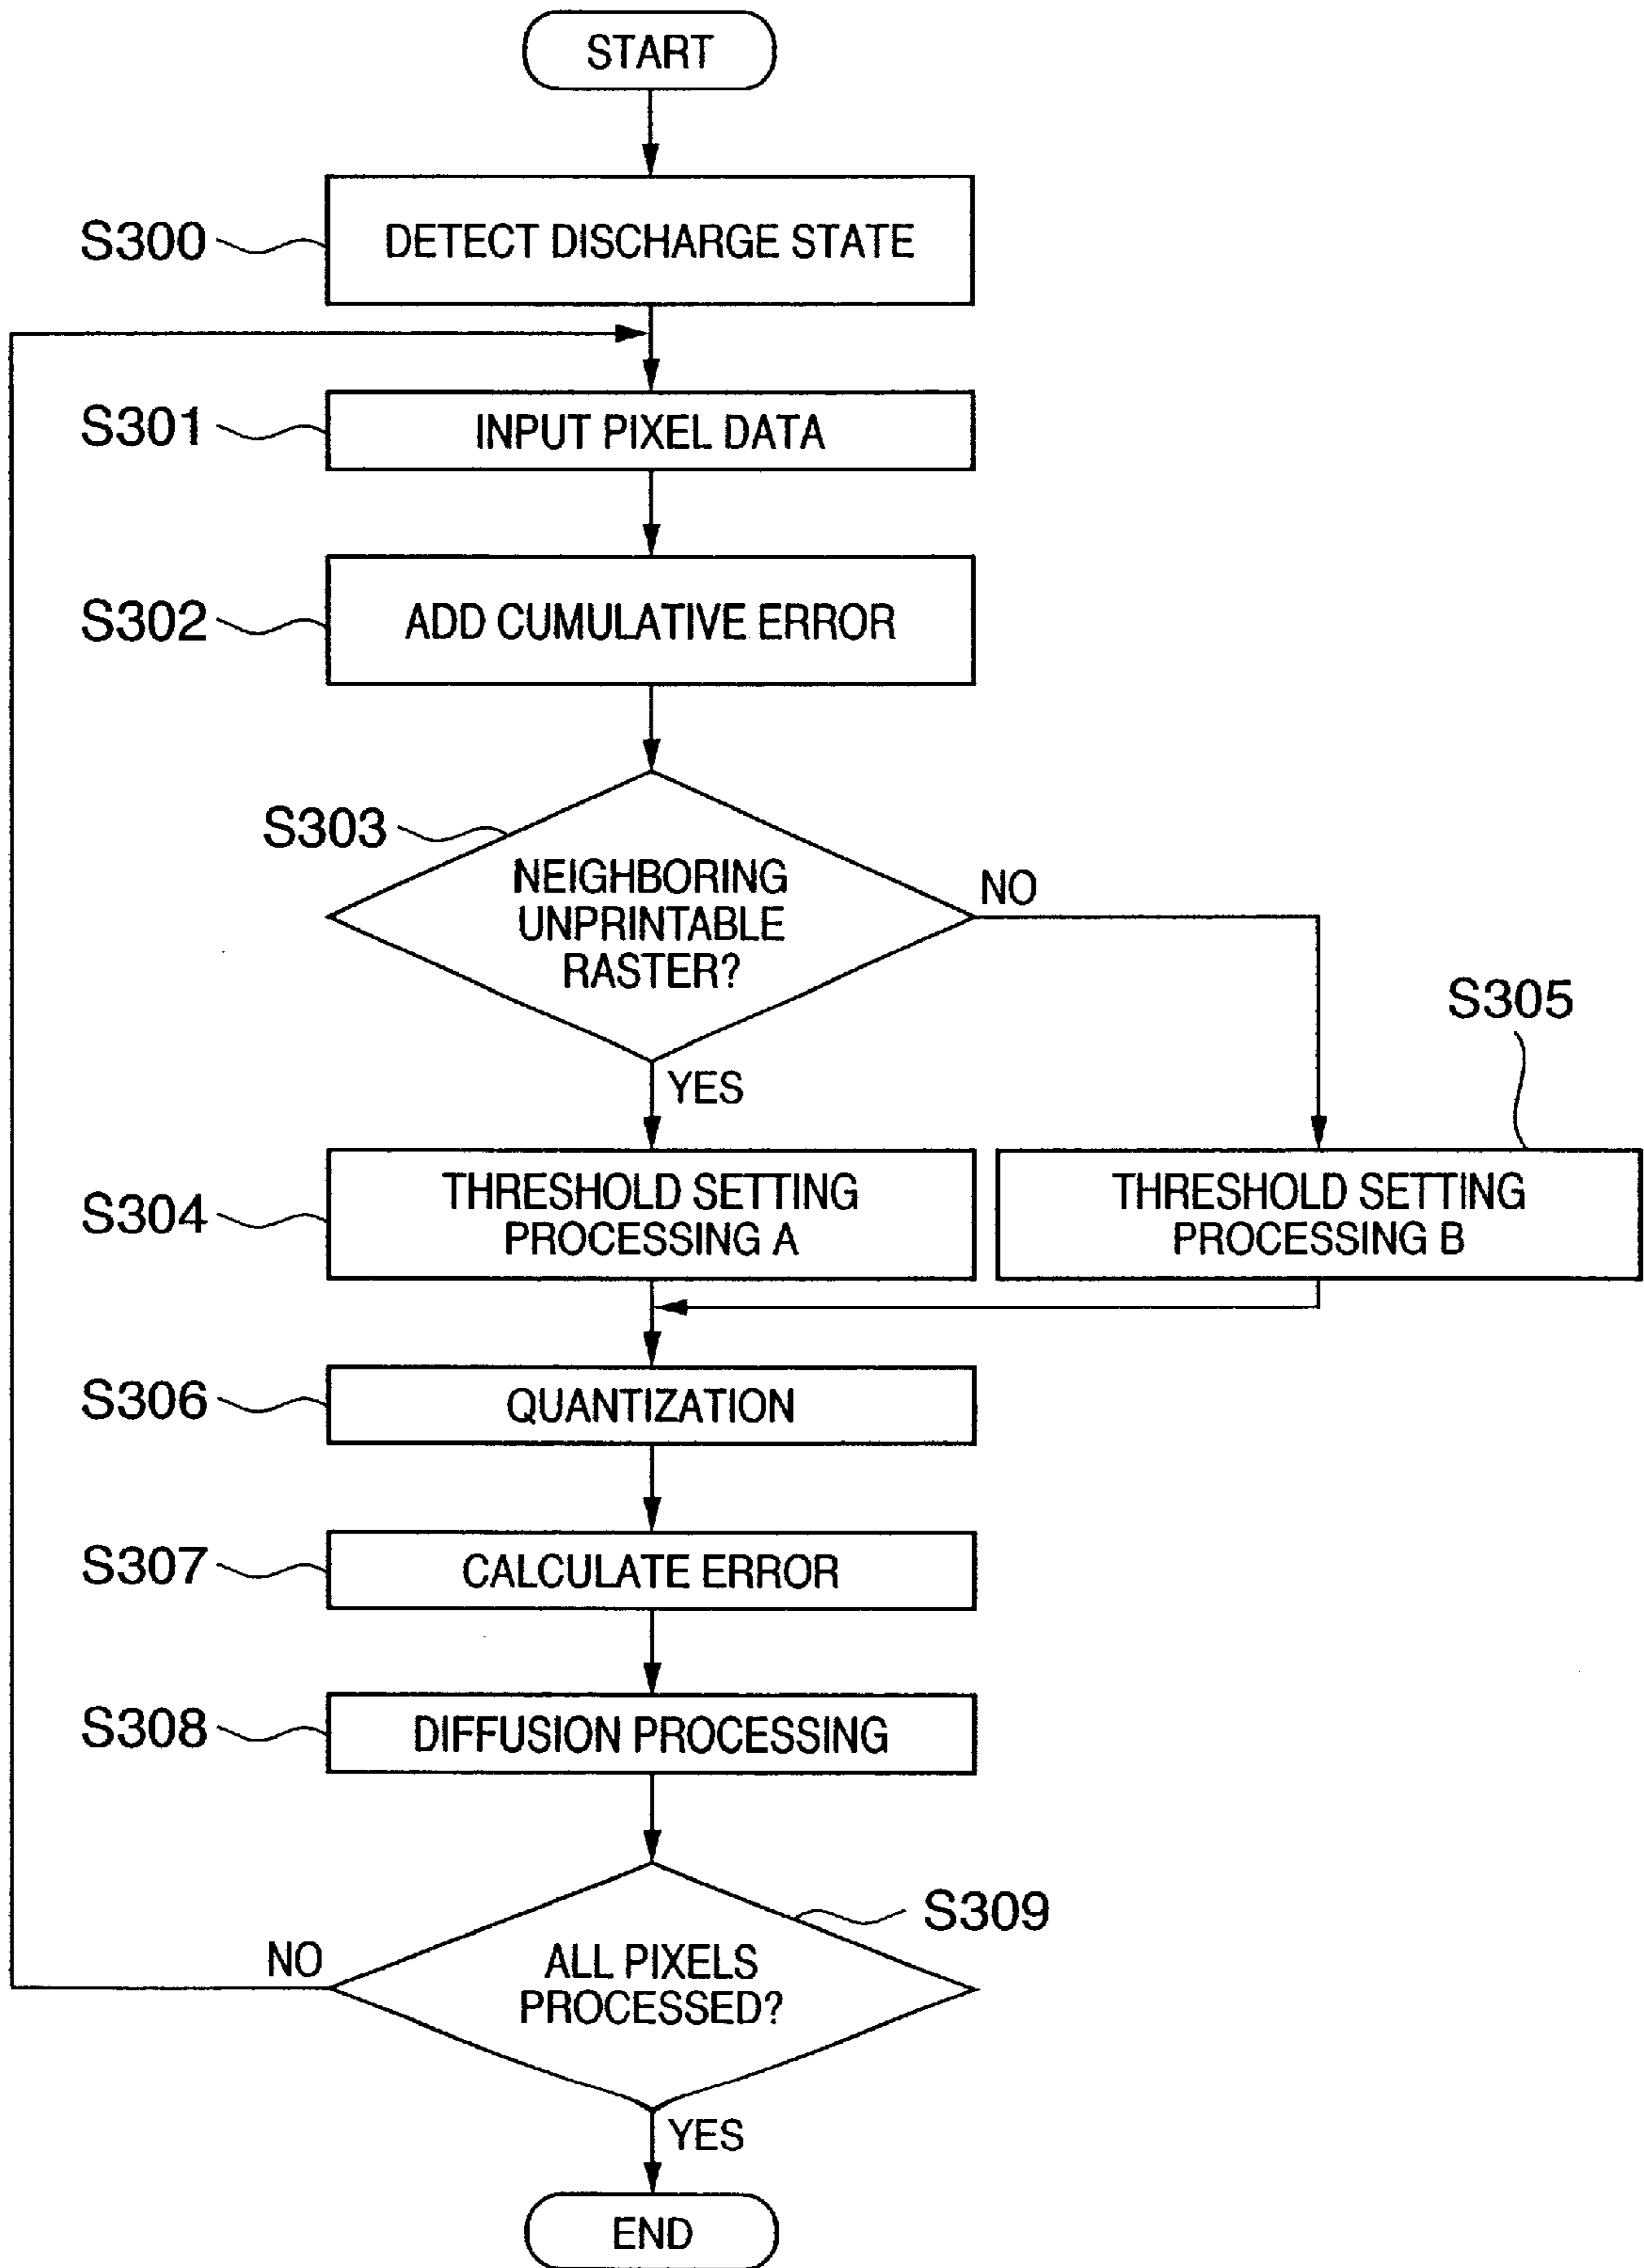 START
S300
DETECT DISCHARGE STATE
S301
INPUT PIXEL DATA
S302
ADD CUMULATIVE ERROR
S303
NEIGHBORING
UNPRINTABLE
RASTER?
NO
YES
S305
S304
THRESHOLD SETTING
PROCESSING A
THRESHOLD SETTING
PROCESSING B
S306
QUANTIZATION
S307
CALCULATE ERROR
S308
DIFFUSION PROCESSING
S309
ALL PIXELS
PROCESSED?
NO
YES
END